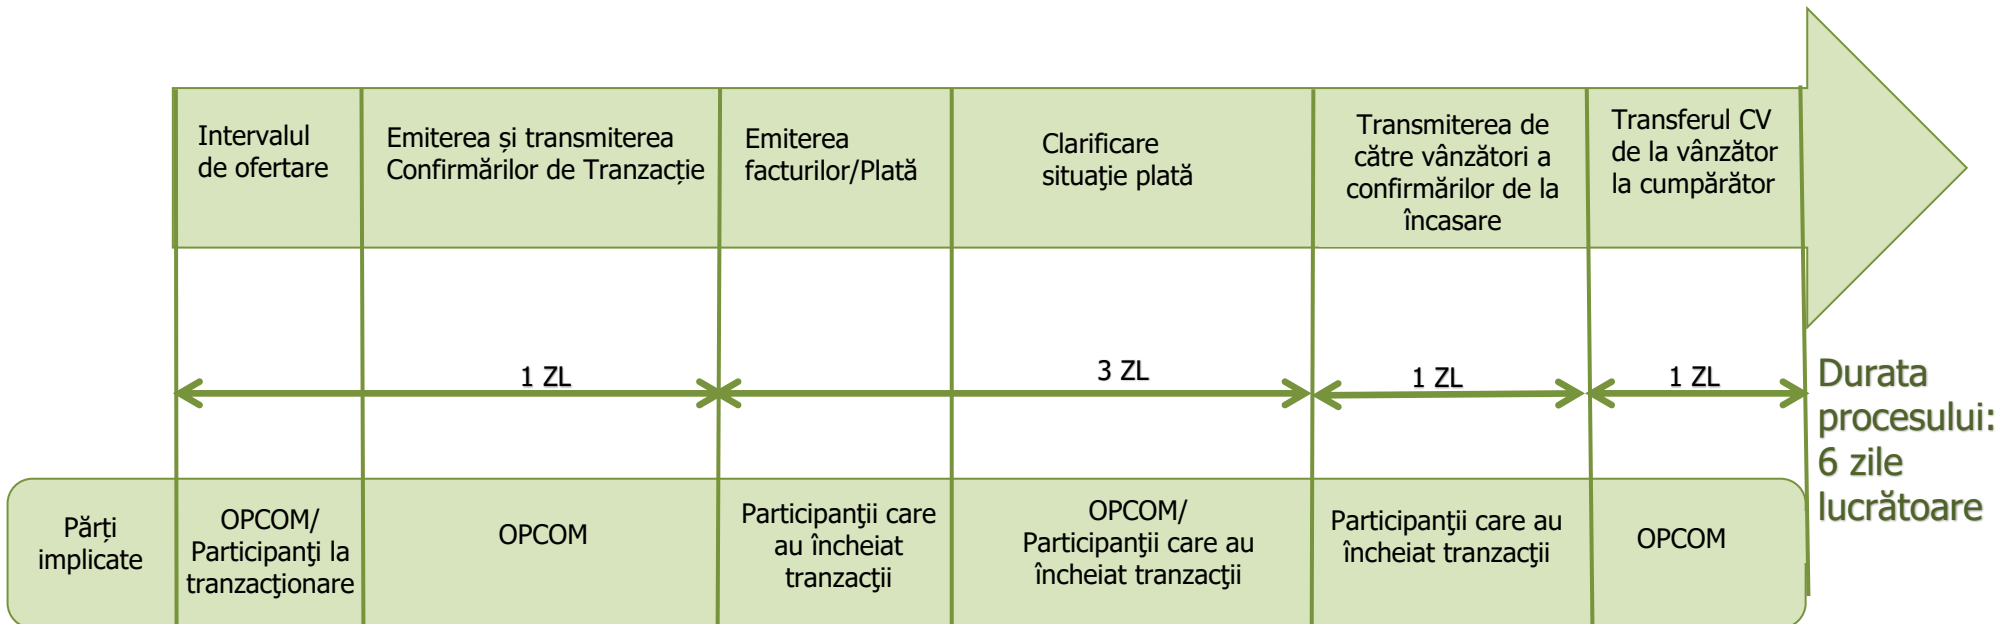 Intervalul
de ofertare
Emiterea și transmiterea
Confirmărilor de Tranzacție
Emiterea
facturilor/Plată
Clarificare
situaţie plată
Transmiterea de
către vânzători a
confirmărilor de la
încasare
Transferul CV
de la vânzător
la cumpărător
1 ZL
3 ZL
1 ZL
1 ZL
Durata
procesului:
6 zile
lucrătoare
Părți
implicate
OPCOM/
Participanţi la
tranzacţionare
OPCOM
Participanţii care
au încheiat
tranzacţii
OPCOM/
Participanţii care au
încheiat tranzacţii
Participanţii care au
încheiat tranzacţii
OPCOM